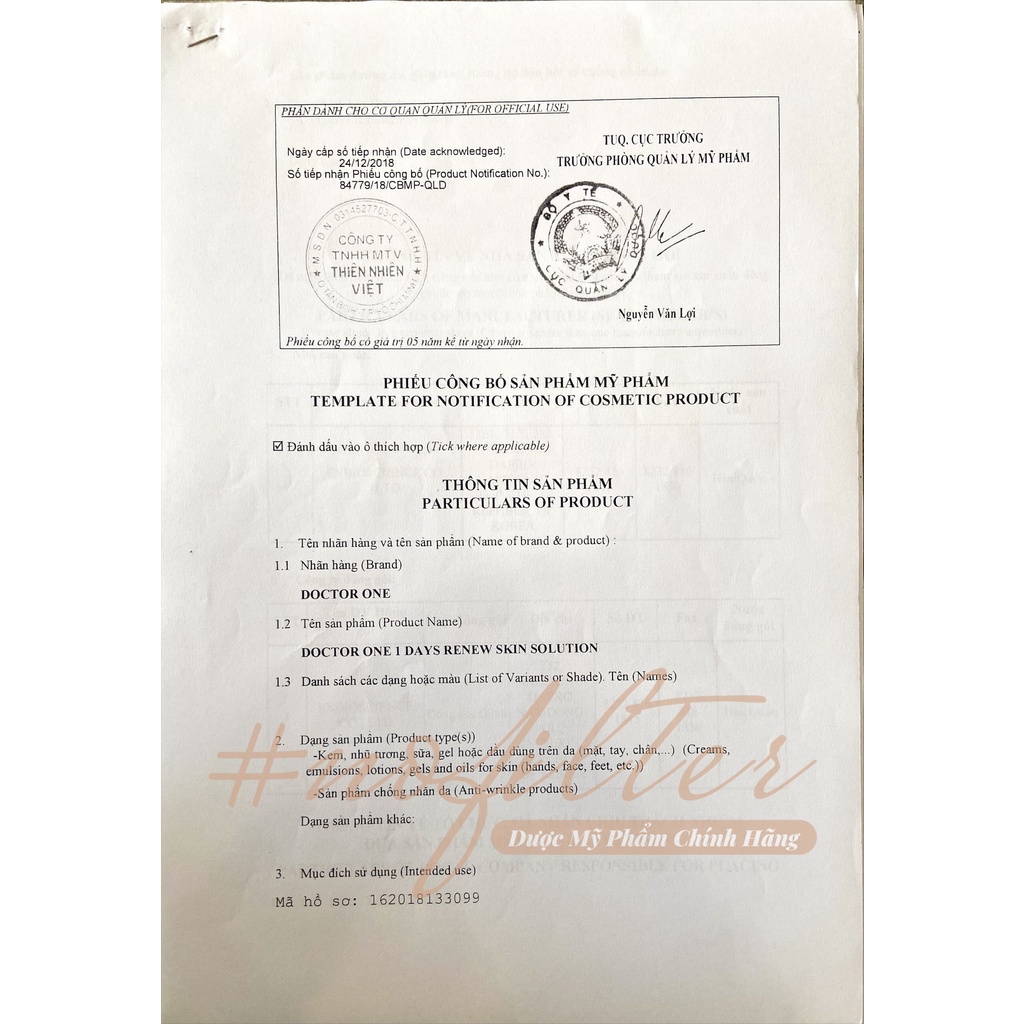 PHẦN DÀNH CHO CƠ QUAN QUẢN LÝ(FOR OFFICIAL USE)
Ngày cấp số tiếp nhận (Date acknowledged):
24/12/2018
Số tiếp nhận Phiếu công bố (Product Notification No.):
84779/18/CBMP-QLD
TUQ. CỤC TRƯỞNG
TRƯỞNG PHÒNG QUẢN LÝ MỸ PHẨM
M.S.D.N: 0314527703-C.T.T.N.H.H
CÔNG TY
TNHH MTV
THIÊN NHIÊN
VIỆT
BỘ Y TẾ
CỤC QUẢN LÝ DƯỢC
Nguyễn Văn Lợi
Phiếu công bố có giá trị 05 năm kể từ ngày nhận.
PHIẾU CÔNG BỐ SẢN PHẨM MỸ PHẨM
TEMPLATE FOR NOTIFICATION OF COSMETIC PRODUCT
☑ Đánh dấu vào ô thích hợp (Tick where applicable)
THÔNG TIN SẢN PHẨM
PARTICULARS OF PRODUCT
1. Tên nhãn hàng và tên sản phẩm (Name of brand & product) :
1.1 Nhãn hàng (Brand)
DOCTOR ONE
1.2 Tên sản phẩm (Product Name)
DOCTOR ONE 1 DAYS RENEW SKIN SOLUTION
1.3 Danh sách các dạng hoặc màu (List of Variants or Shade). Tên (Names)
2. Dạng sản phẩm (Product type(s))
-Kem, nhũ tương, sữa, gel hoặc dầu dùng trên da (mặt, tay, chân,...) (Creams,
emulsions, lotions, gels and oils for skin (hands, face, feet, etc.))
-Sản phẩm chống nhăn da (Anti-wrinkle products)
Dạng sản phẩm khác:
#nofilter
Dược Mỹ Phẩm Chính Hãng
3. Mục đích sử dụng (Intended use)
Mã hồ sơ: 162018133099